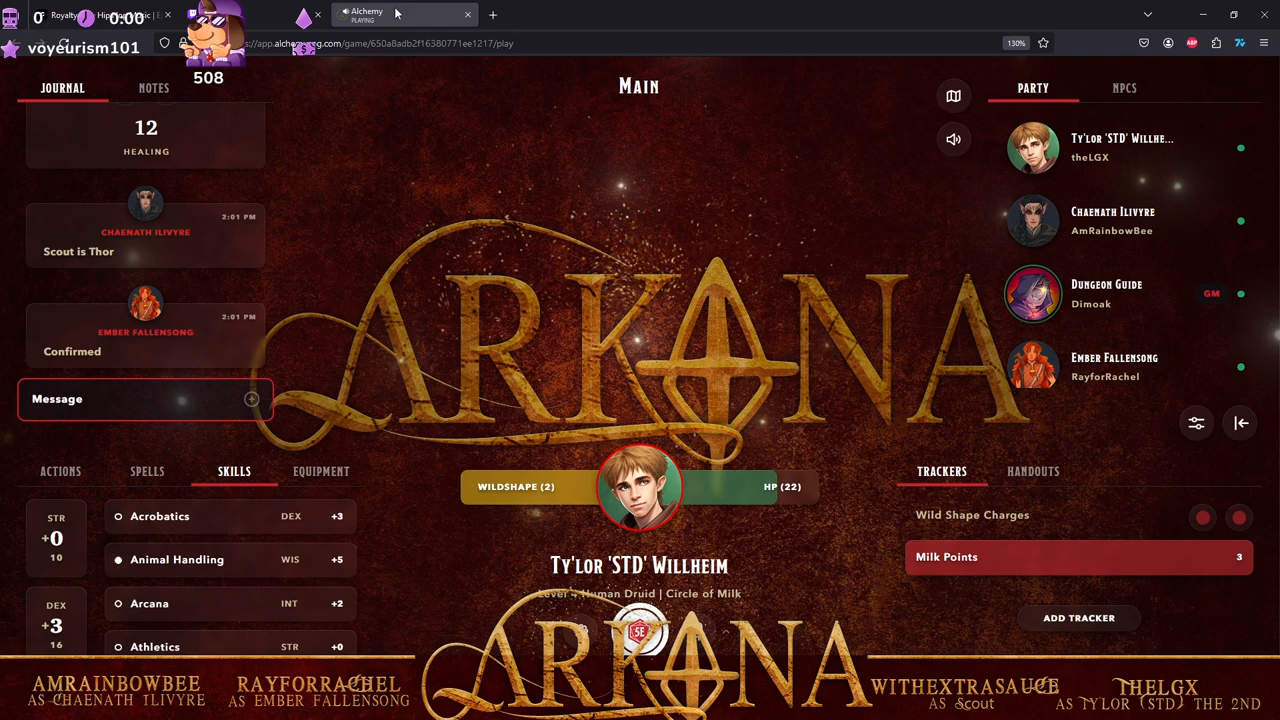 0
0:00
Royalty
Hip
Music | E
Alchemy
PLAYING
voyeurism101
508
s://app.alchem
g.com/game/650a8adb2f16380771ee1217/play
130%
ABP
JOURNAL
NOTES
Main
PARTY
NPCS
12
HEALING
2:01 PM
CHAENATH ILIVYRE
Scout is Thor
2:01 PM
EMBER FALLENSONG
Confirmed
Message
Ty'lor 'STD' Willhe...
theLGX
Chaenath Ilivyre
AmRainbowBee
Dungeon Guide
Dimoak
GM
Ember Fallensong
RayforRachel
ARKANA
ACTIONS
SPELLS
SKILLS
EQUIPMENT
STR
+0
10
DEX
+3
16
Acrobatics DEX +3
Animal Handling WIS +5
Arcana INT +2
Athletics STR +0
WILDSHAPE (2)
HP (22)
Ty'lor 'STD' Willheim
Level 4 Human Druid | Circle of Milk
5E
TRACKERS
HANDOUTS
Wild Shape Charges
Milk Points 3
ADD TRACKER
ARKANA
AMRAINBOWBEE
AS CHAENATH ILIVYRE
RAYFORRACHEL
AS EMBER FALLENSONG
WITHEXTRASAUCE
AS SCOUT
THELGX
AS TY'LOR (STD) THE 2ND